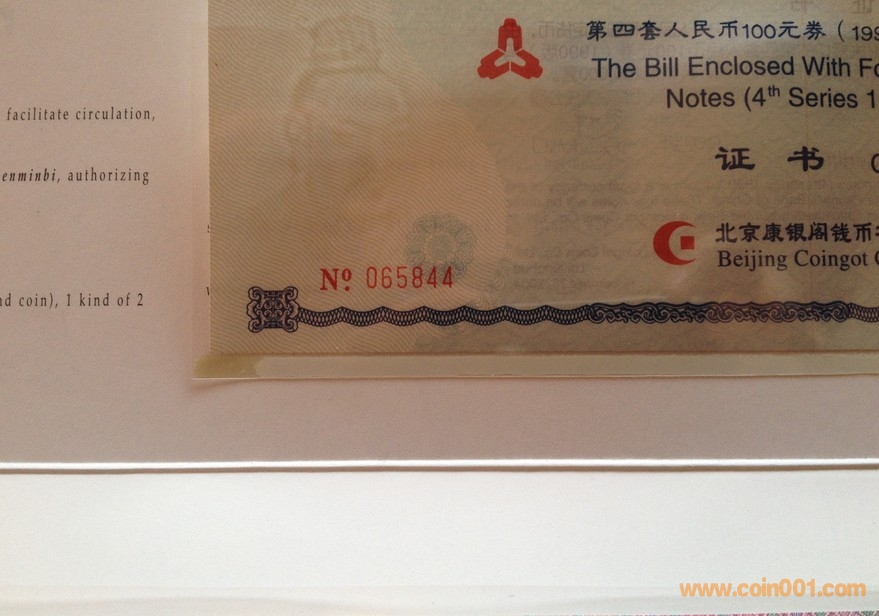 facilitate circulation,
enminbi, authorizing
nd coin), 1 kind of 2
第四套人民币100元券（199
The Bill Enclosed With Fo
Notes (4th Series 1
证 书
北京康银阁钱币
Beijing Coingot
№ 065844
www.coin001.com